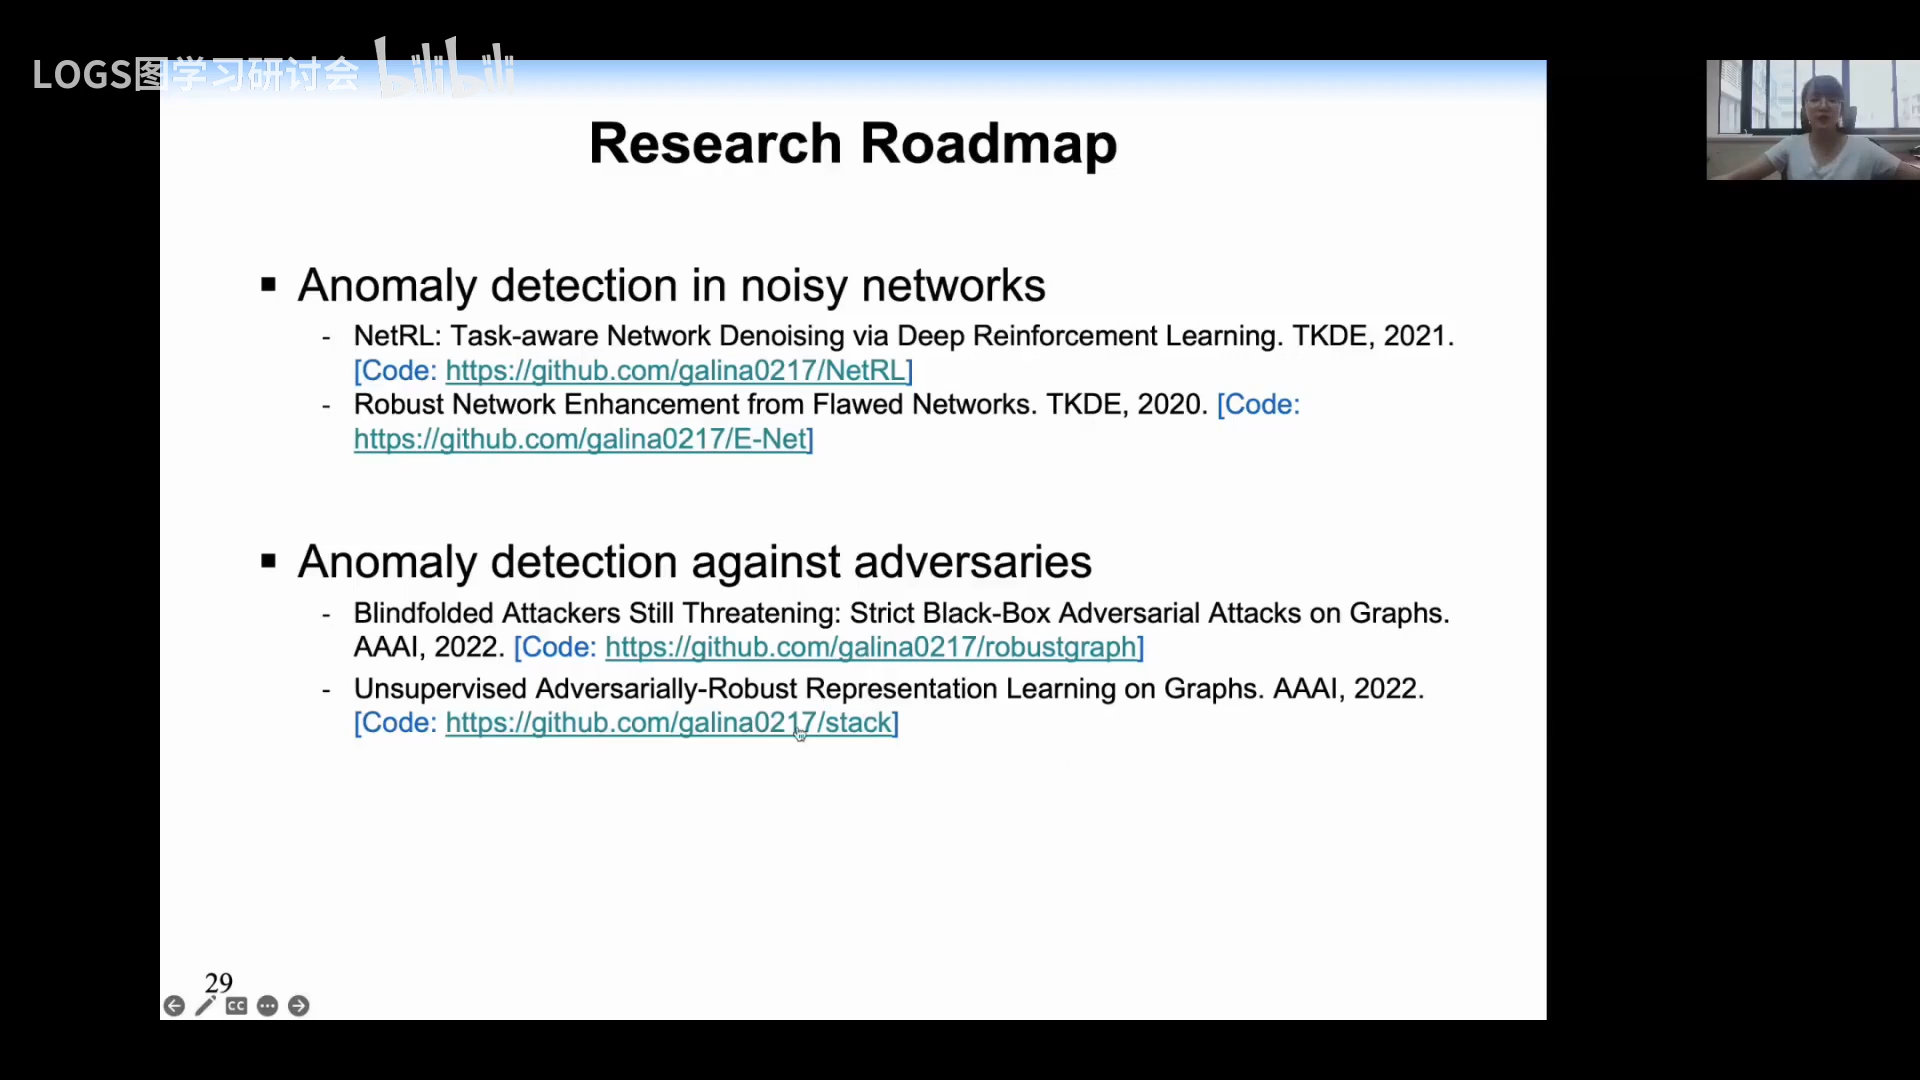 LOGS图学习研讨会 bilibili
Research Roadmap
▪ Anomaly detection in noisy networks
- NetRL: Task-aware Network Denoising via Deep Reinforcement Learning. TKDE, 2021.
[Code: https://github.com/galina0217/NetRL]
- Robust Network Enhancement from Flawed Networks. TKDE, 2020. [Code:
https://github.com/galina0217/E-Net]
▪ Anomaly detection against adversaries
- Blindfolded Attackers Still Threatening: Strict Black-Box Adversarial Attacks on Graphs.
AAAI, 2022. [Code: https://github.com/galina0217/robustgraph]
- Unsupervised Adversarially-Robust Representation Learning on Graphs. AAAI, 2022.
[Code: https://github.com/galina0217/stack]
29
CC